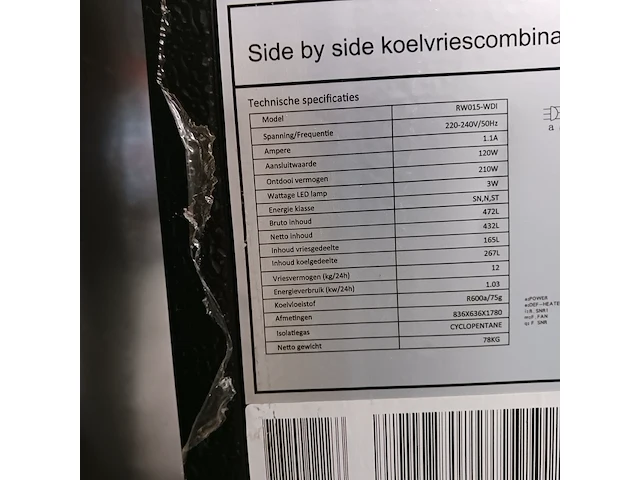 Side by side koelvriescombina
Technische specificaties
Model RW015-WDI
Spanning/Frequentie 220-240V/50Hz
Ampere 1.1A
Aansluitwaarde 120W
Ontdooi vermogen 210W
Wattage LED lamp 3W
Energie klasse SN,N,ST
Bruto inhoud 472L
Netto inhoud 432L
Inhoud vriesgedeelte 165L
Inhoud koelgedeelte 267L
Vriesvermogen (kg/24h) 12
Energieverbruik (kw/24h) 1.03
Koelvloeistof R600a/75g
Afmetingen 836X636X1780
Isolatiegas CYCLOPENTANE
Netto gewicht 78KG
a